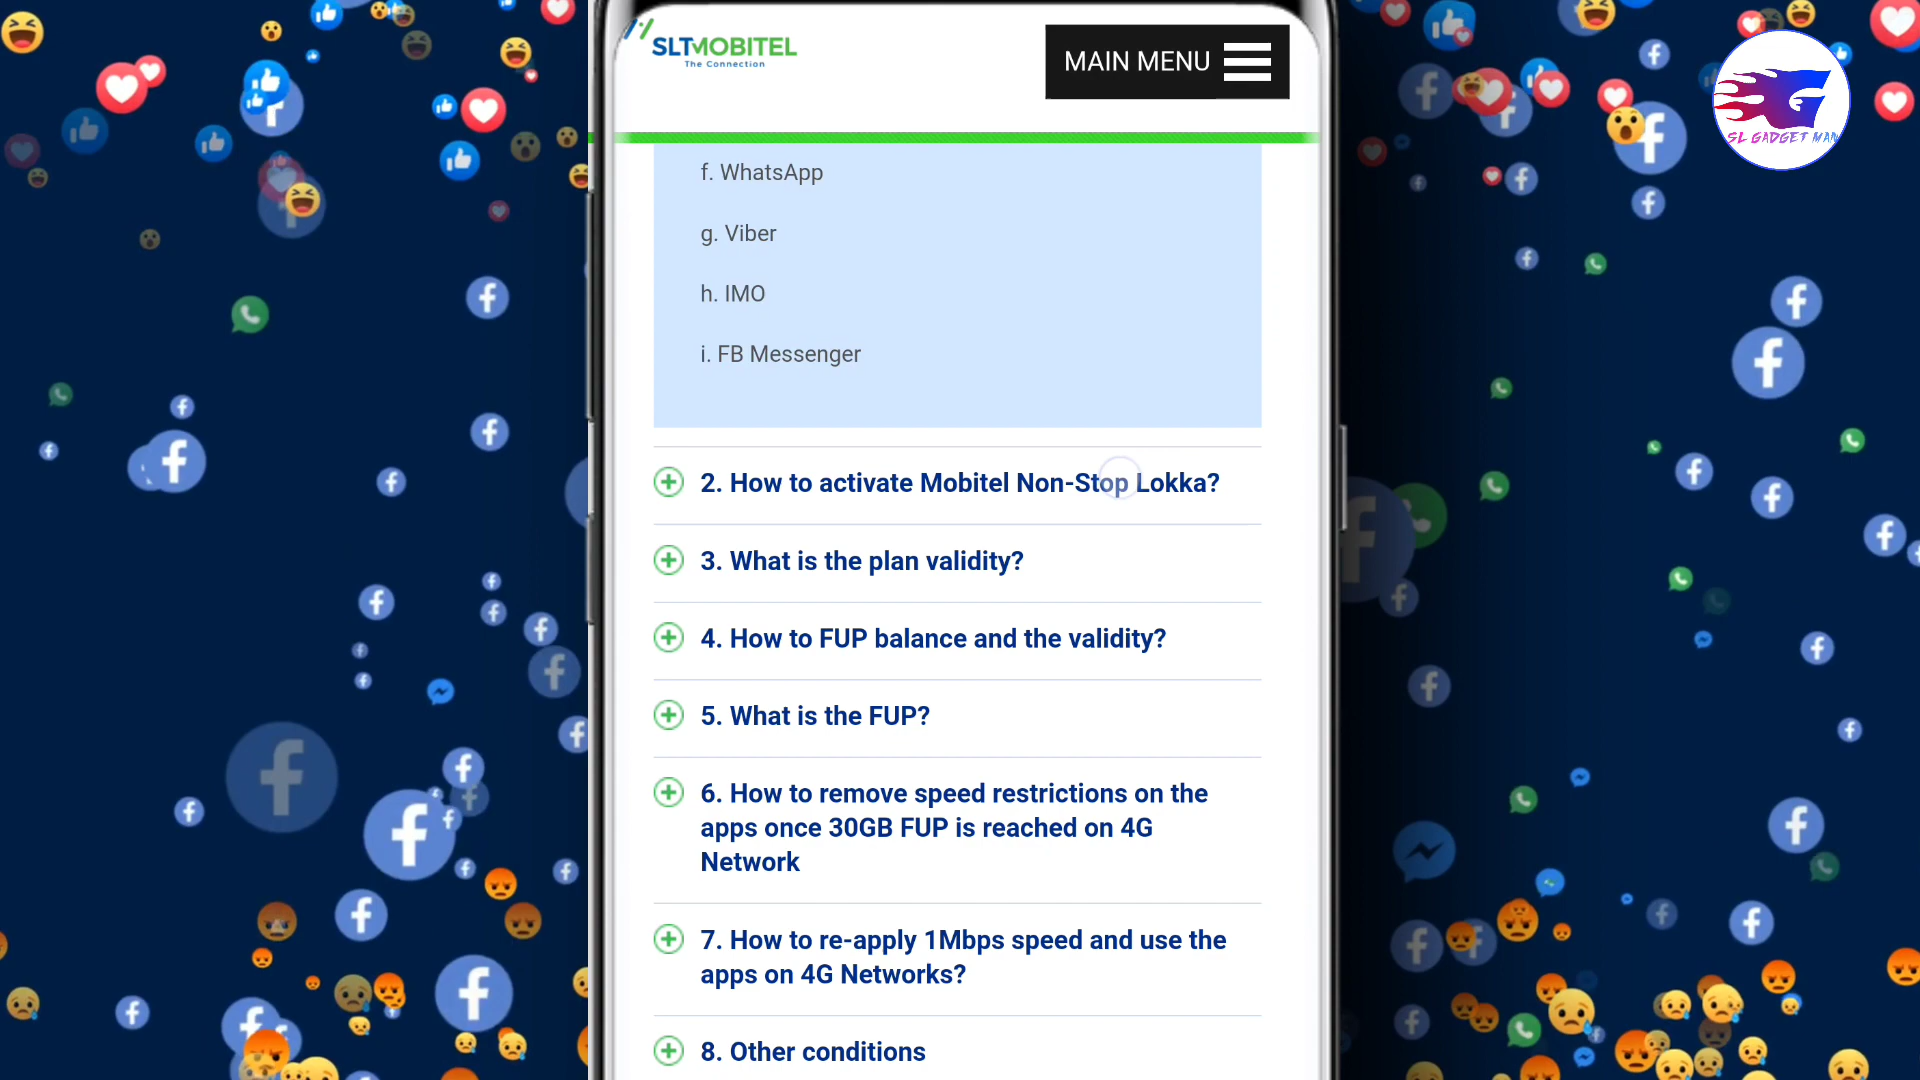 SLTMOBITEL
The Connection
MAIN MENU
SL GADGET MAN
f. WhatsApp
g. Viber
h. IMO
i. FB Messenger
2. How to activate Mobitel Non-Stop Lokka?
3. What is the plan validity?
4. How to FUP balance and the validity?
5. What is the FUP?
6. How to remove speed restrictions on the
apps once 30GB FUP is reached on 4G
Network
7. How to re-apply 1Mbps speed and use the
apps on 4G Networks?
8. Other conditions